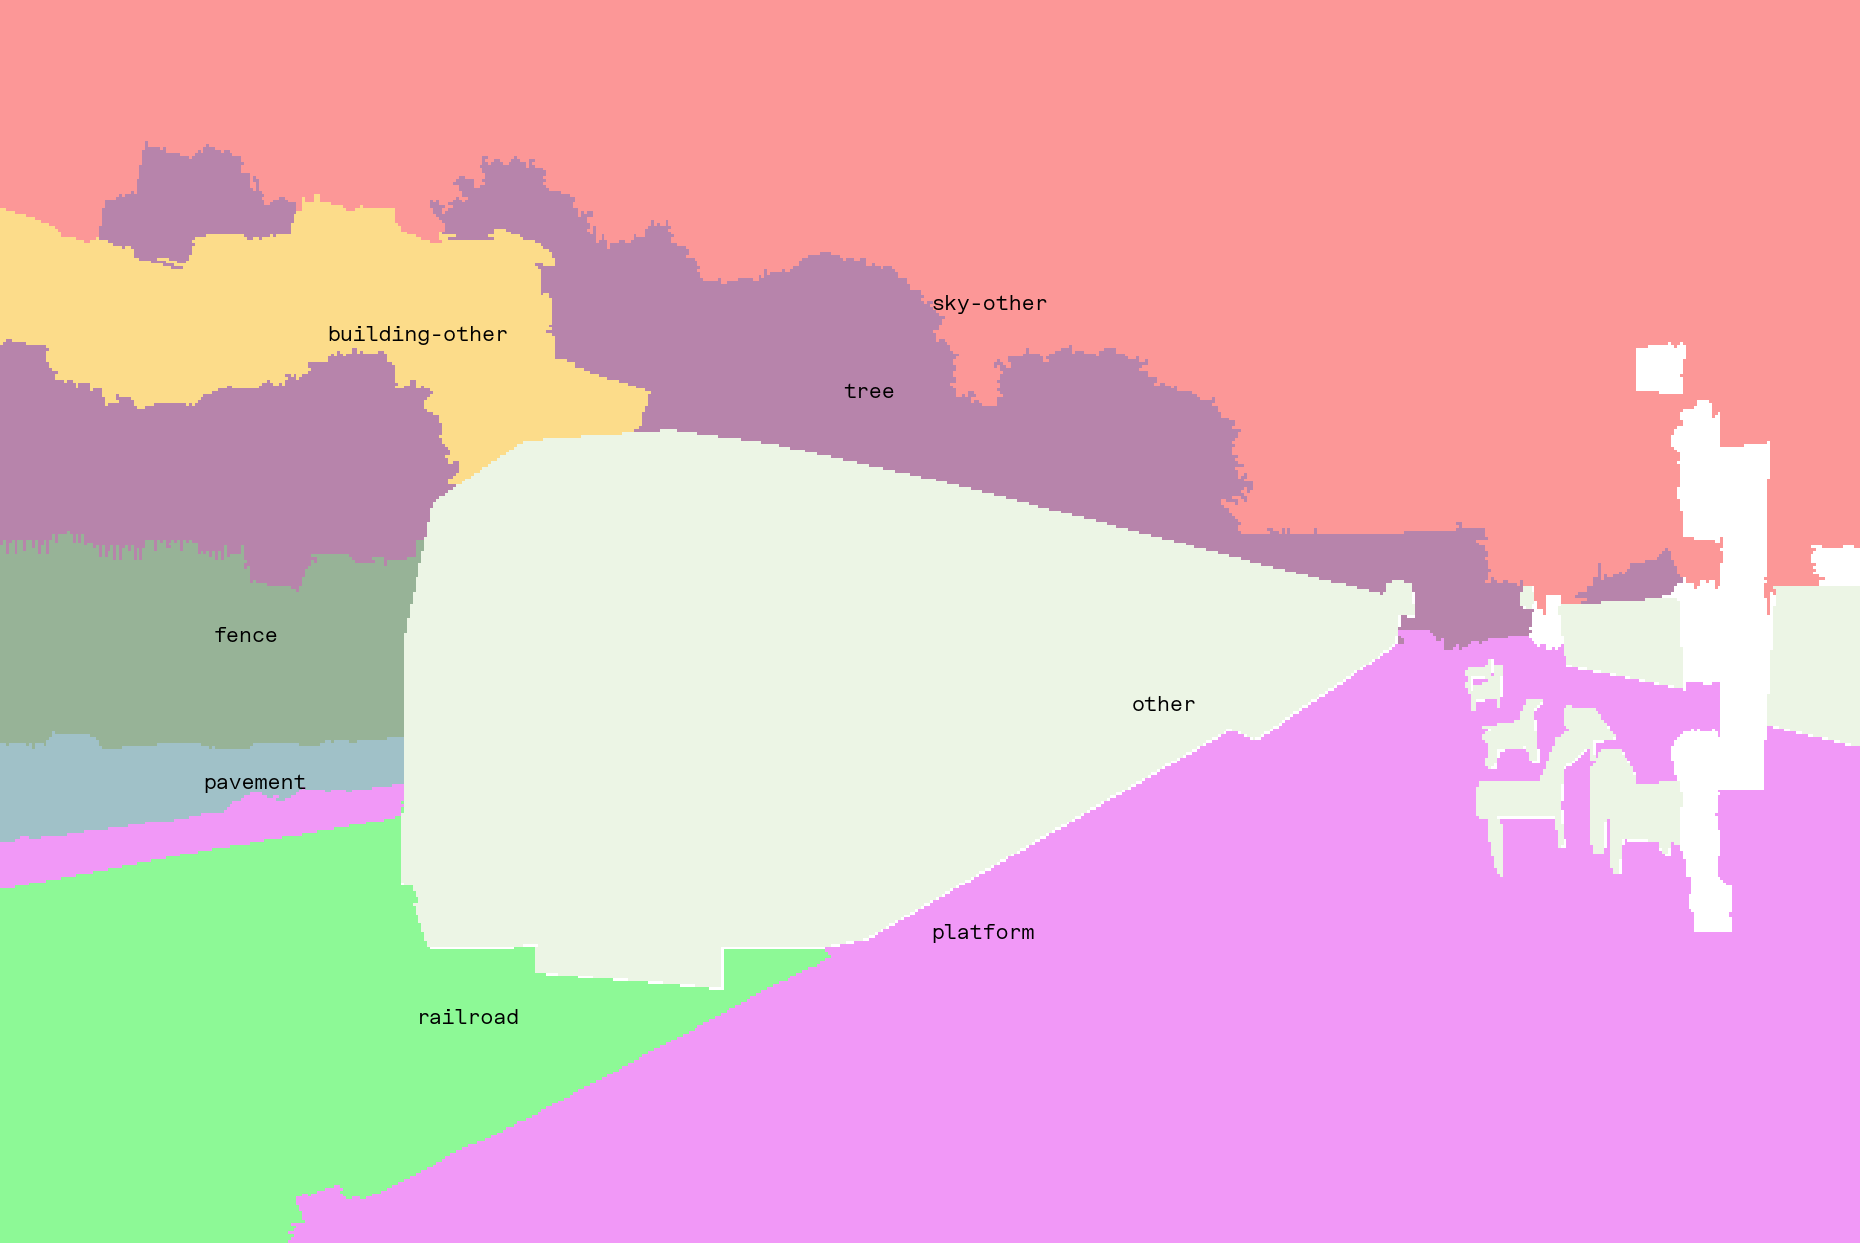 sky-other
building-other
tree
fence
other
pavement
platform
railroad